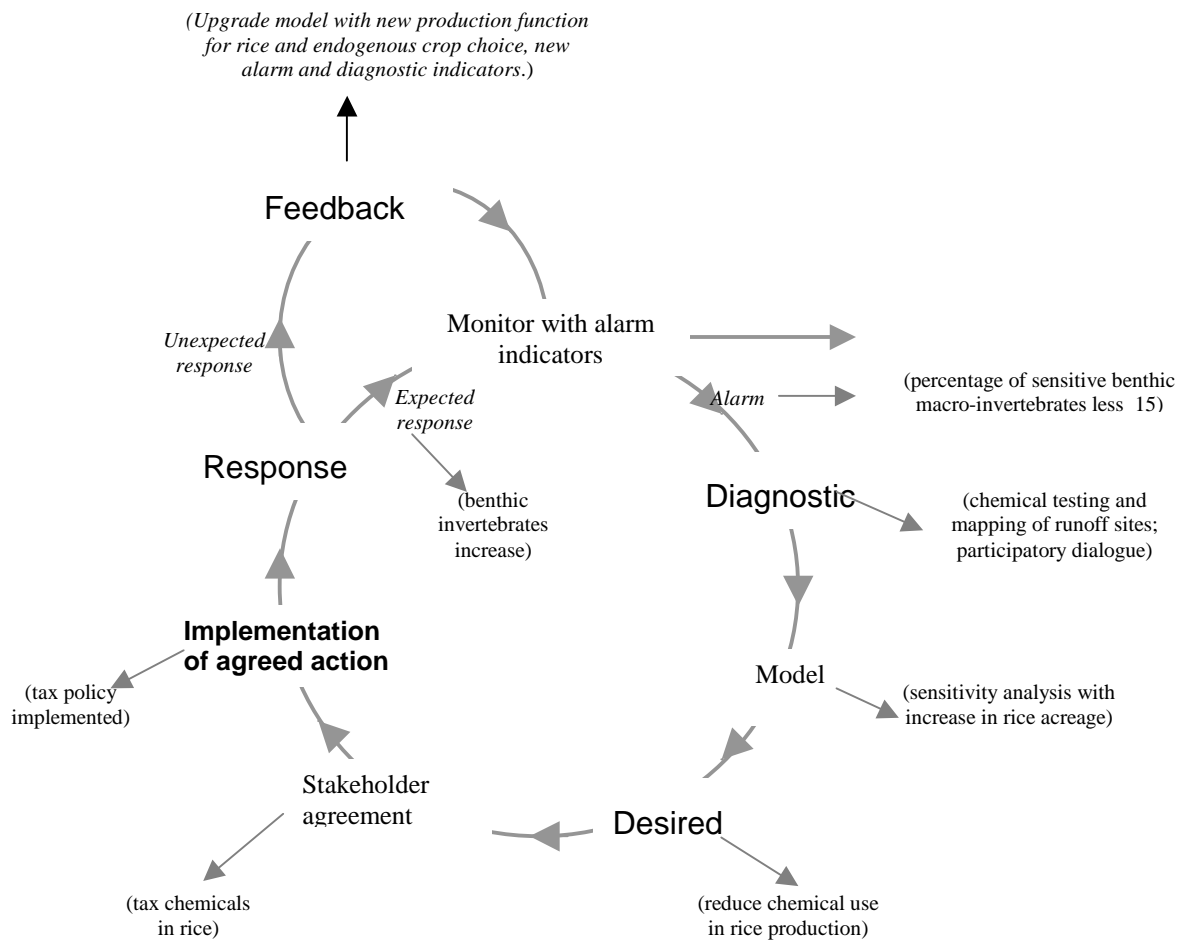 (Upgrade model with new production function
for rice and endogenous crop choice, new
alarm and diagnostic indicators.)
Feedback
Monitor with alarm
indicators
Unexpected
response
Expected
response
Alarm
(percentage of sensitive benthic
macro-invertebrates less  15)
Response
Diagnostic
(benthic
invertebrates
increase)
(chemical testing and
mapping of runoff sites;
participatory dialogue)
Implementation
of agreed action
Model
(tax policy
implemented)
(sensitivity analysis with
increase in rice acreage)
Stakeholder
agreement
Desired
(tax chemicals
in rice)
(reduce chemical use
in rice production)